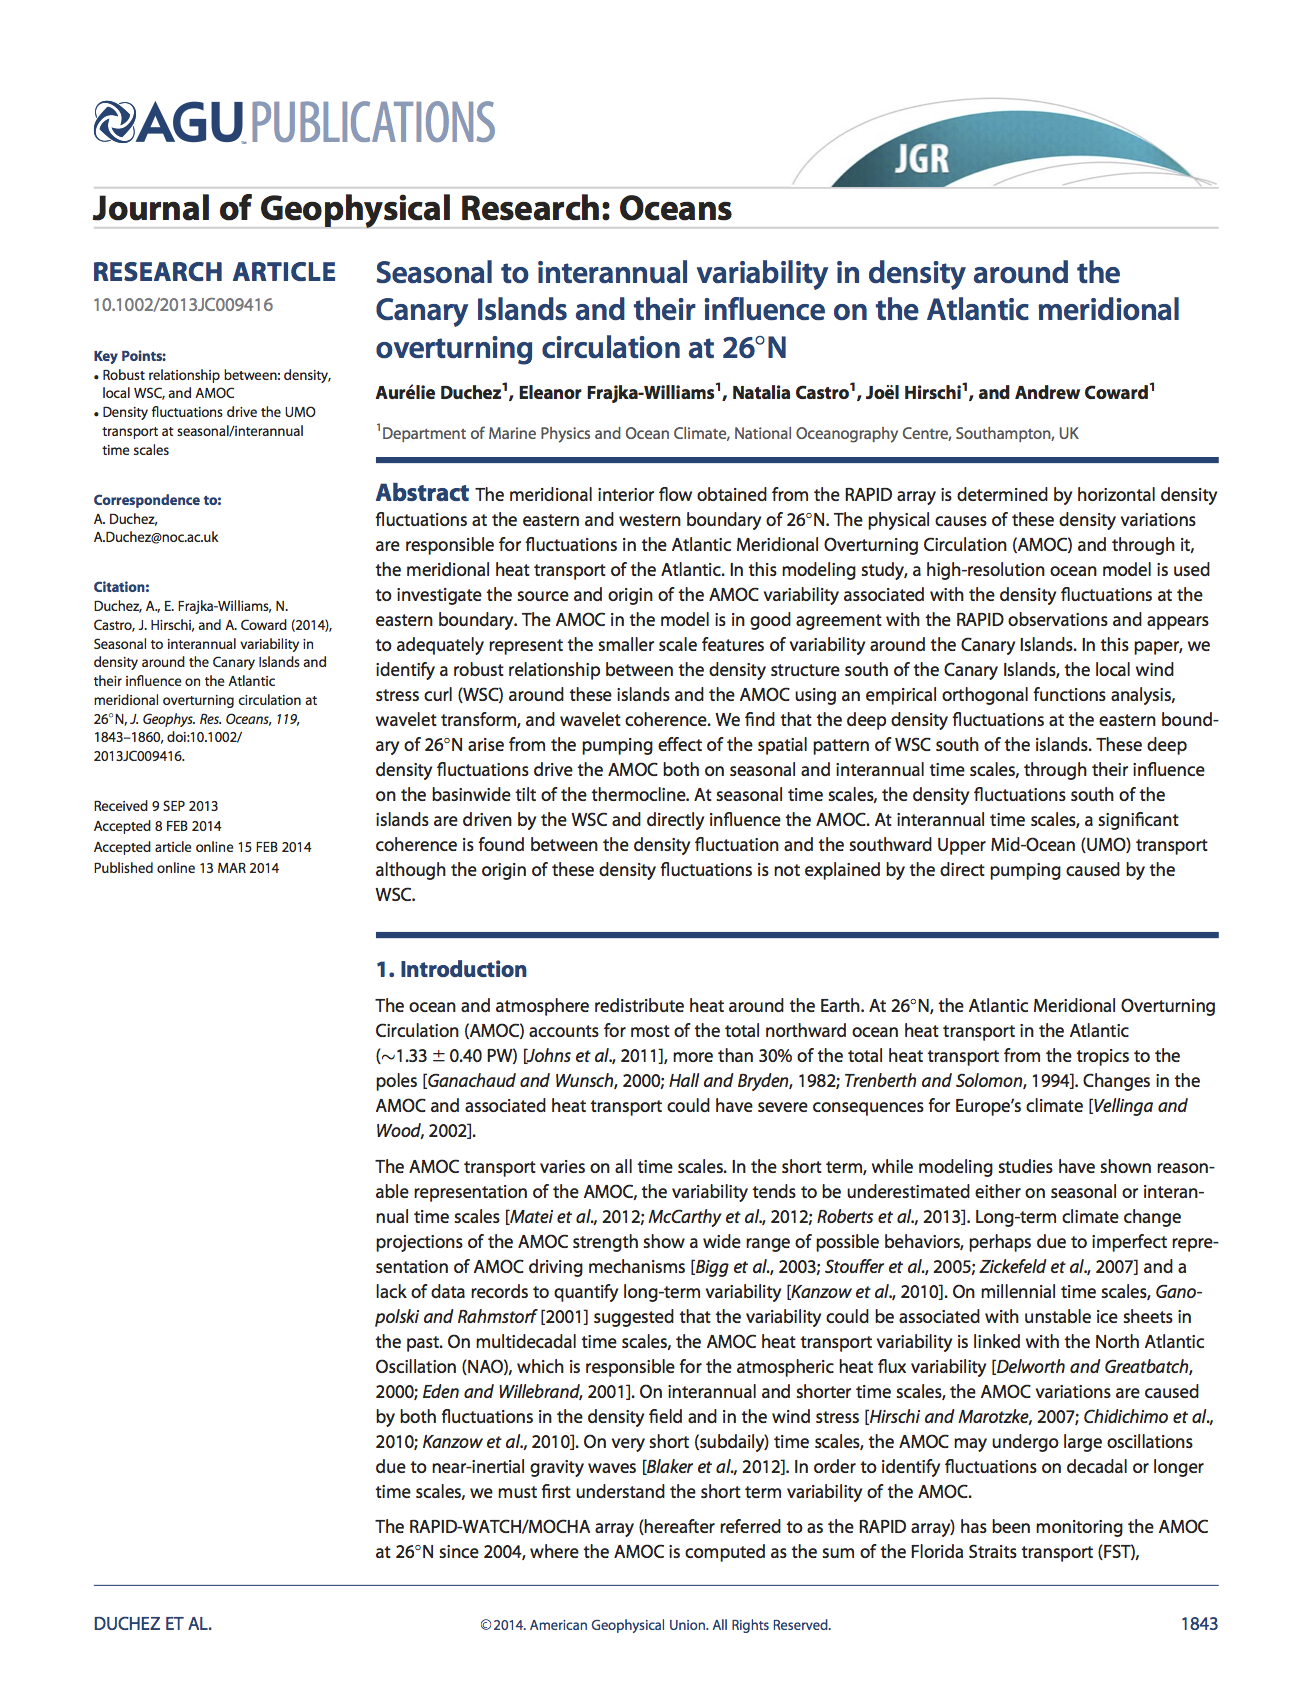 AGU PUBLICATIONS
JGR
Journal of Geophysical Research: Oceans
RESEARCH ARTICLE
10.1002/2013JC009416
Key Points:
• Robust relationship between: density,
local WSC, and AMOC
• Density fluctuations drive the UMO
transport at seasonal/interannual
time scales
Correspondence to:
A. Duchez,
A.Duchez@noc.ac.uk
Citation:
Duchez, A., E. Frajka-Williams, N.
Castro, J. Hirschi, and A. Coward (2014),
Seasonal to interannual variability in
density around the Canary Islands and
their influence on the Atlantic
meridional overturning circulation at
26°N, J. Geophys. Res. Oceans, 119,
1843–1860, doi:10.1002/
2013JC009416.
Received 9 SEP 2013
Accepted 8 FEB 2014
Accepted article online 15 FEB 2014
Published online 13 MAR 2014
Seasonal to interannual variability in density around the
Canary Islands and their influence on the Atlantic meridional
overturning circulation at 26°N
Aurélie Duchez1, Eleanor Frajka-Williams1, Natalia Castro1, Joël Hirschi1, and Andrew Coward1
1Department of Marine Physics and Ocean Climate, National Oceanography Centre, Southampton, UK
Abstract The meridional interior flow obtained from the RAPID array is determined by horizontal density
fluctuations at the eastern and western boundary of 26°N. The physical causes of these density variations
are responsible for fluctuations in the Atlantic Meridional Overturning Circulation (AMOC) and through it,
the meridional heat transport of the Atlantic. In this modeling study, a high-resolution ocean model is used
to investigate the source and origin of the AMOC variability associated with the density fluctuations at the
eastern boundary. The AMOC in the model is in good agreement with the RAPID observations and appears
to adequately represent the smaller scale features of variability around the Canary Islands. In this paper, we
identify a robust relationship between the density structure south of the Canary Islands, the local wind
stress curl (WSC) around these islands and the AMOC using an empirical orthogonal functions analysis,
wavelet transform, and wavelet coherence. We find that the deep density fluctuations at the eastern bound-
ary of 26°N arise from the pumping effect of the spatial pattern of WSC south of the islands. These deep
density fluctuations drive the AMOC both on seasonal and interannual time scales, through their influence
on the basinwide tilt of the thermocline. At seasonal time scales, the density fluctuations south of the
islands are driven by the WSC and directly influence the AMOC. At interannual time scales, a significant
coherence is found between the density fluctuation and the southward Upper Mid-Ocean (UMO) transport
although the origin of these density fluctuations is not explained by the direct pumping caused by the
WSC.
1. Introduction
The ocean and atmosphere redistribute heat around the Earth. At 26°N, the Atlantic Meridional Overturning
Circulation (AMOC) accounts for most of the total northward ocean heat transport in the Atlantic
(~1.33 ± 0.40 PW) [Johns et al., 2011], more than 30% of the total heat transport from the tropics to the
poles [Ganachaud and Wunsch, 2000; Hall and Bryden, 1982; Trenberth and Solomon, 1994]. Changes in the
AMOC and associated heat transport could have severe consequences for Europe's climate [Vellinga and
Wood, 2002].
The AMOC transport varies on all time scales. In the short term, while modeling studies have shown reason-
able representation of the AMOC, the variability tends to be underestimated either on seasonal or interan-
nual time scales [Matei et al., 2012; McCarthy et al., 2012; Roberts et al., 2013]. Long-term climate change
projections of the AMOC strength show a wide range of possible behaviors, perhaps due to imperfect repre-
sentation of AMOC driving mechanisms [Bigg et al., 2003; Stouffer et al., 2005; Zickefeld et al., 2007] and a
lack of data records to quantify long-term variability [Kanzow et al., 2010]. On millennial time scales, Gano-
polski and Rahmstorf [2001] suggested that the variability could be associated with unstable ice sheets in
the past. On multidecadal time scales, the AMOC heat transport variability is linked with the North Atlantic
Oscillation (NAO), which is responsible for the atmospheric heat flux variability [Delworth and Greatbatch,
2000; Eden and Willebrand, 2001]. On interannual and shorter time scales, the AMOC variations are caused
by both fluctuations in the density field and in the wind stress [Hirschi and Marotzke, 2007; Chidichimo et al.,
2010; Kanzow et al., 2010]. On very short (subdaily) time scales, the AMOC may undergo large oscillations
due to near-inertial gravity waves [Blaker et al., 2012]. In order to identify fluctuations on decadal or longer
time scales, we must first understand the short term variability of the AMOC.
The RAPID-WATCH/MOCHA array (hereafter referred to as the RAPID array) has been monitoring the AMOC
at 26°N since 2004, where the AMOC is computed as the sum of the Florida Straits transport (FST),
DUCHEZ ET AL.
© 2014. American Geophysical Union. All Rights Reserved.
1843